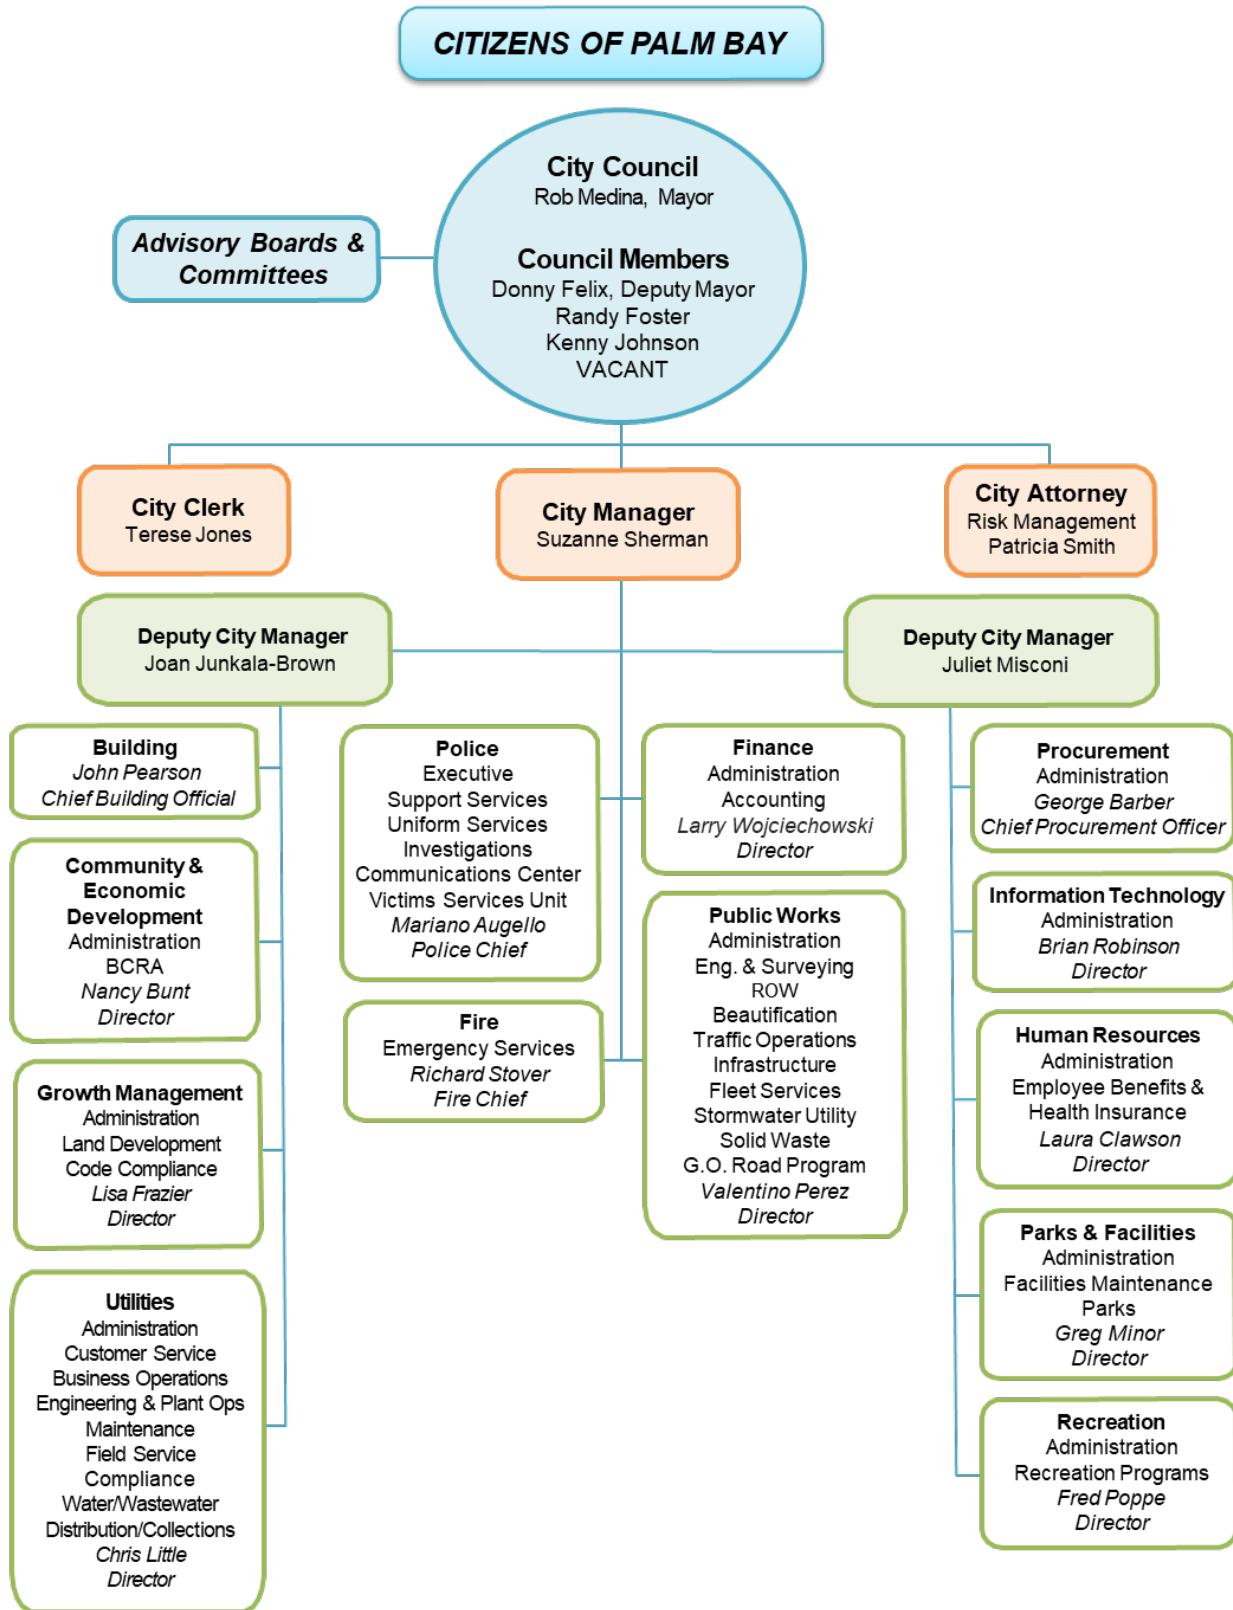 CITIZENS OF PALM BAY
City Council
Rob Medina, Mayor
Council Members
Donny Felix, Deputy Mayor
Randy Foster
Kenny Johnson
VACANT
Advisory Boards &
Committees
City Clerk
Terese Jones
City Manager
Suzanne Sherman
City Attorney
Risk Management
Patricia Smith
Deputy City Manager
Joan Junkala-Brown
Deputy City Manager
Juliet Misconi
Building
John Pearson
Chief Building Official
Community &
Economic
Development
Administration
BCRA
Nancy Bunt
Director
Growth Management
Administration
Land Development
Code Compliance
Lisa Frazier
Director
Utilities
Administration
Customer Service
Business Operations
Engineering & Plant Ops
Maintenance
Field Service
Compliance
Water/Wastewater
Distribution/Collections
Chris Little
Director
Police
Executive
Support Services
Uniform Services
Investigations
Communications Center
Victims Services Unit
Mariano Augello
Police Chief
Fire
Emergency Services
Richard Stover
Fire Chief
Finance
Administration
Accounting
Larry Wojciechowski
Director
Public Works
Administration
Eng. & Surveying
ROW
Beautification
Traffic Operations
Infrastructure
Fleet Services
Stormwater Utility
Solid Waste
G.O. Road Program
Valentino Perez
Director
Procurement
Administration
George Barber
Chief Procurement Officer
Information Technology
Administration
Brian Robinson
Director
Human Resources
Administration
Employee Benefits &
Health Insurance
Laura Clawson
Director
Parks & Facilities
Administration
Facilities Maintenance
Parks
Greg Minor
Director
Recreation
Administration
Recreation Programs
Fred Poppe
Director